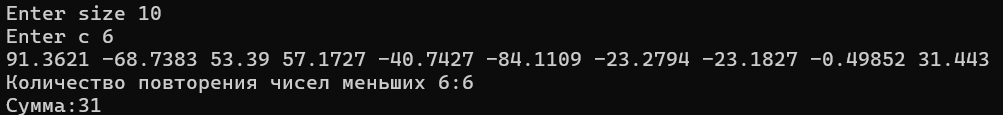 Enter size 10
Enter c 6
91.3621 -68.7383 53.39 57.1727 -40.7427 -84.1109 -23.2794 -23.1827 -0.49852 31.443
Количество повторения чисел меньших 6:6
Сумма:31